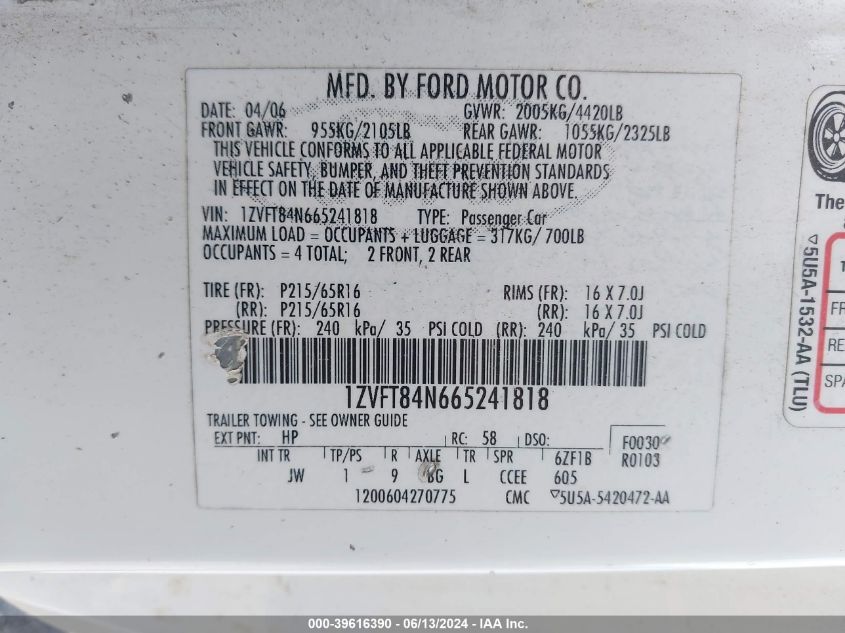 MFD. BY FORD MOTOR CO.
DATE: 04/06 GVWR: 2005KG/4420LB
FRONT GAWR: 955KG/2105LB REAR GAWR: 1055KG/2325LB
THIS VEHICLE CONFORMS TO ALL APPLICABLE FEDERAL MOTOR
VEHICLE SAFETY, BUMPER, AND THEFT PREVENTION STANDARDS
IN EFFECT ON THE DATE OF MANUFACTURE SHOWN ABOVE.
VIN: 1ZVFT84N665241818 TYPE: Passenger Car
MAXIMUM LOAD = OCCUPANTS + LUGGAGE = 317KG/ 700LB
OCCUPANTS = 4 TOTAL; 2 FRONT, 2 REAR
TIRE (FR): P215/65R16 RIMS (FR): 16 X 7.0J
(RR): P215/65R16 (RR): 16 X 7.0J
PRESSURE (FR): 240 kPa/ 35 PSI COLD (RR): 240 kPa/ 35 PSI COLD
1ZVFT84N665241818
TRAILER TOWING - SEE OWNER GUIDE
EXT PNT: HP RC: 58 DSO: F0030
INT TR TP/PS R AXLE TR SPR 6ZF1B R0103
JW 1 9 BG L CCEE 605
1200604270775 CMC ▽5U5A-5420472-AA
The
▽5U5A-1532-AA (TLU)
FR
RE
SPA
000-39616390 - 06/13/2024 - IAA Inc.